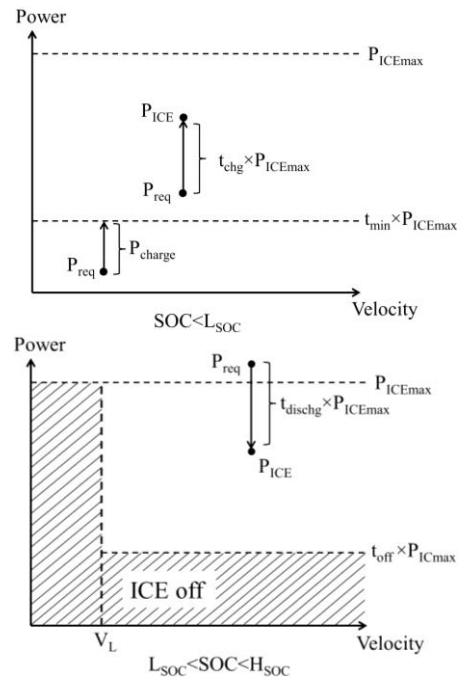 Power
P_ICEmax
P_ICE
t_chg×P_ICEmax
P_req
t_min×P_ICEmax
P_charge
P_req
Velocity
SOC<L_SOC
Power
P_req
P_ICEmax
t_dischg×P_ICEmax
P_ICE
t_off×P_ICmax
ICE off
V_L
Velocity
L_SOC<SOC<H_SOC